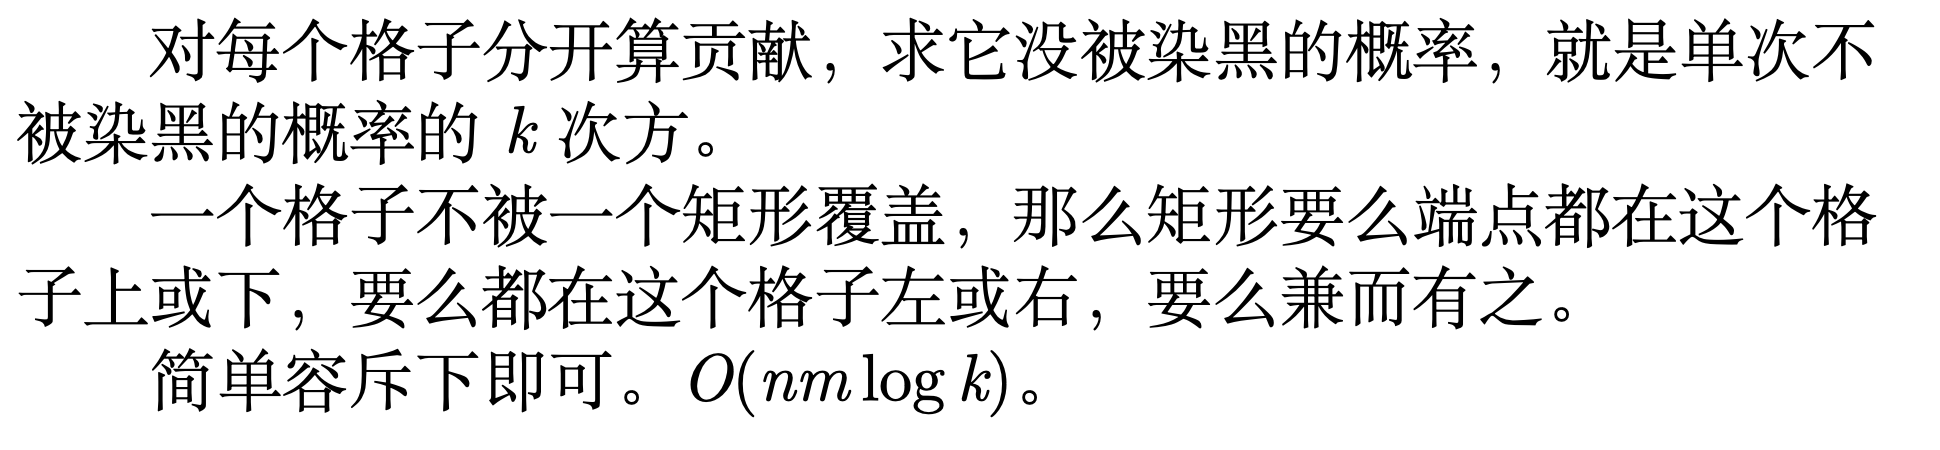 对每个格子分开算贡献，求它没被染黑的概率，就是单次不
被染黑的概率的 k 次方。
一个格子不被一个矩形覆盖，那么矩形要么端点都在这个格
子上或下，要么都在这个格子左或右，要么兼而有之。
简单容斥下即可。O(nm log k)。